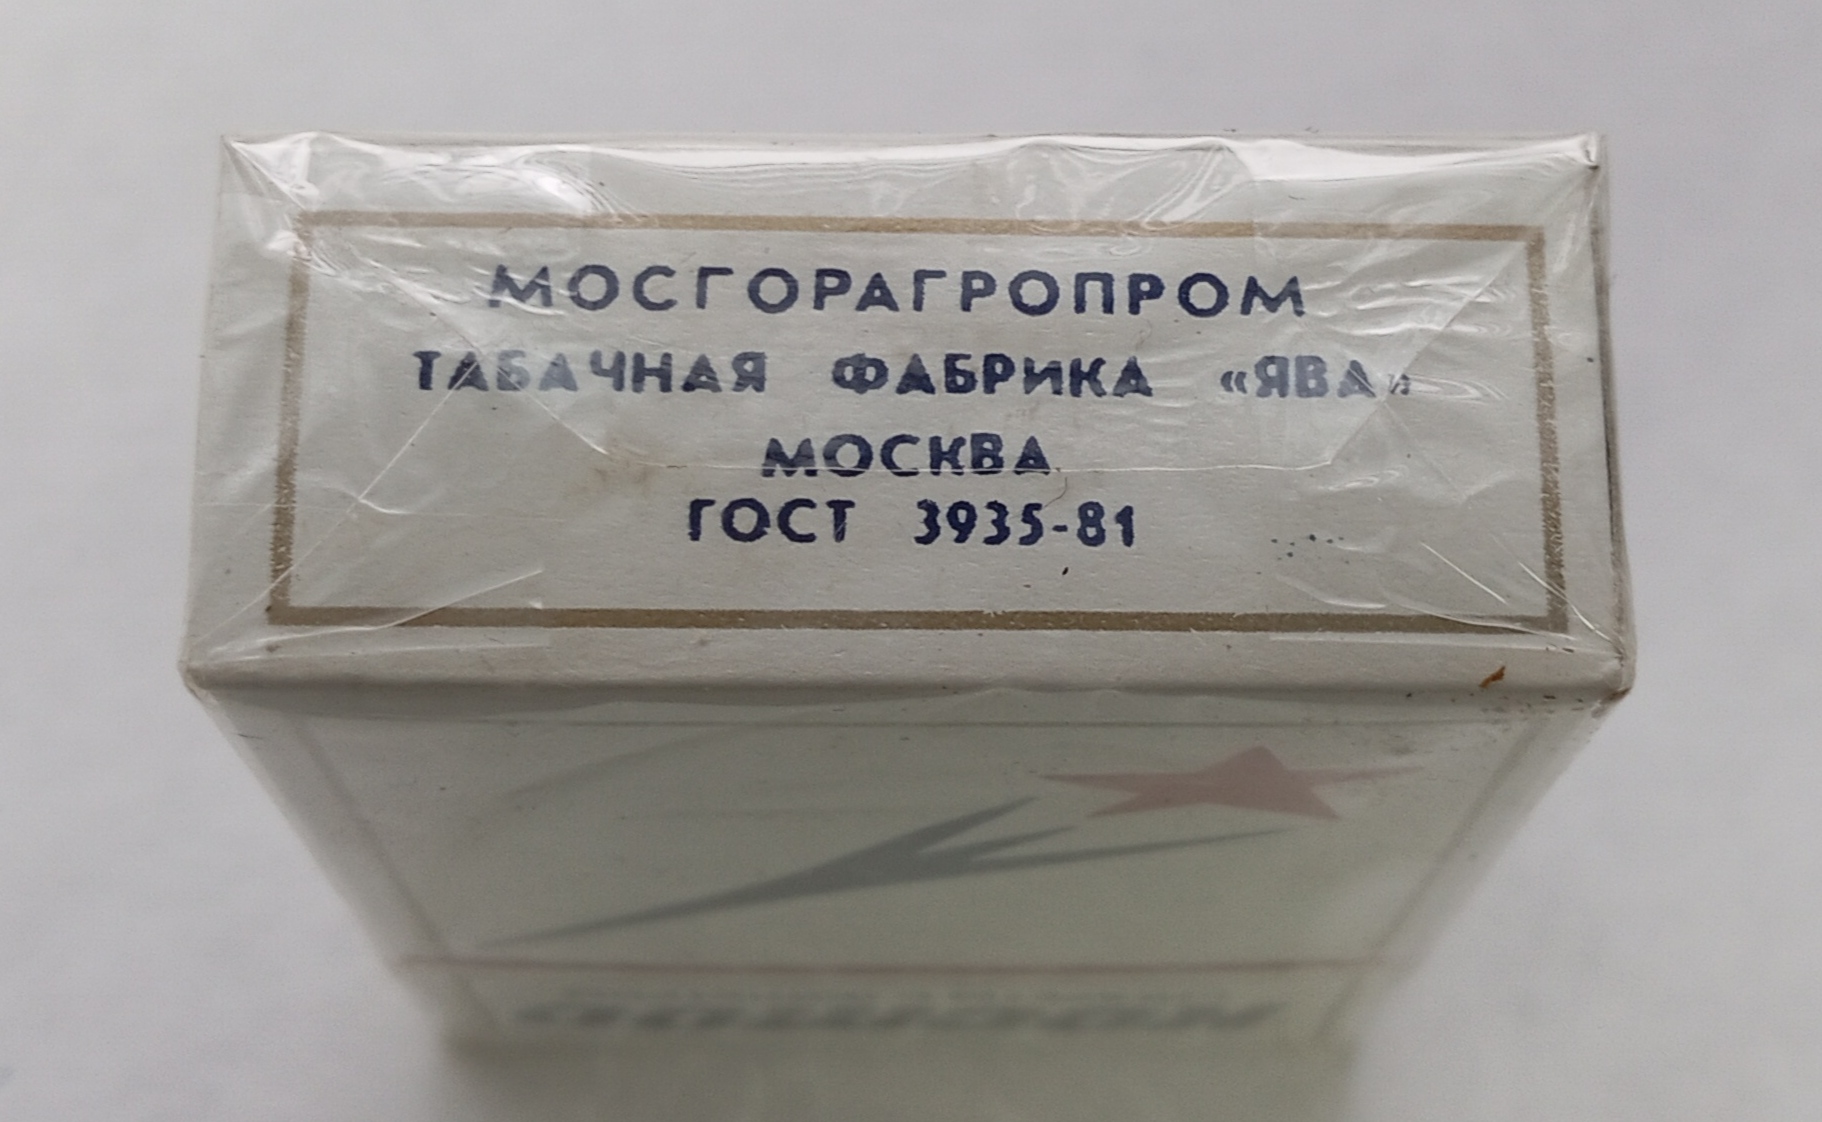 МОСГОРАГРОПРОМ
ТАБАЧНАЯ ФАБРИКА «ЯВА»
МОСКВА
ГОСТ 3935-81